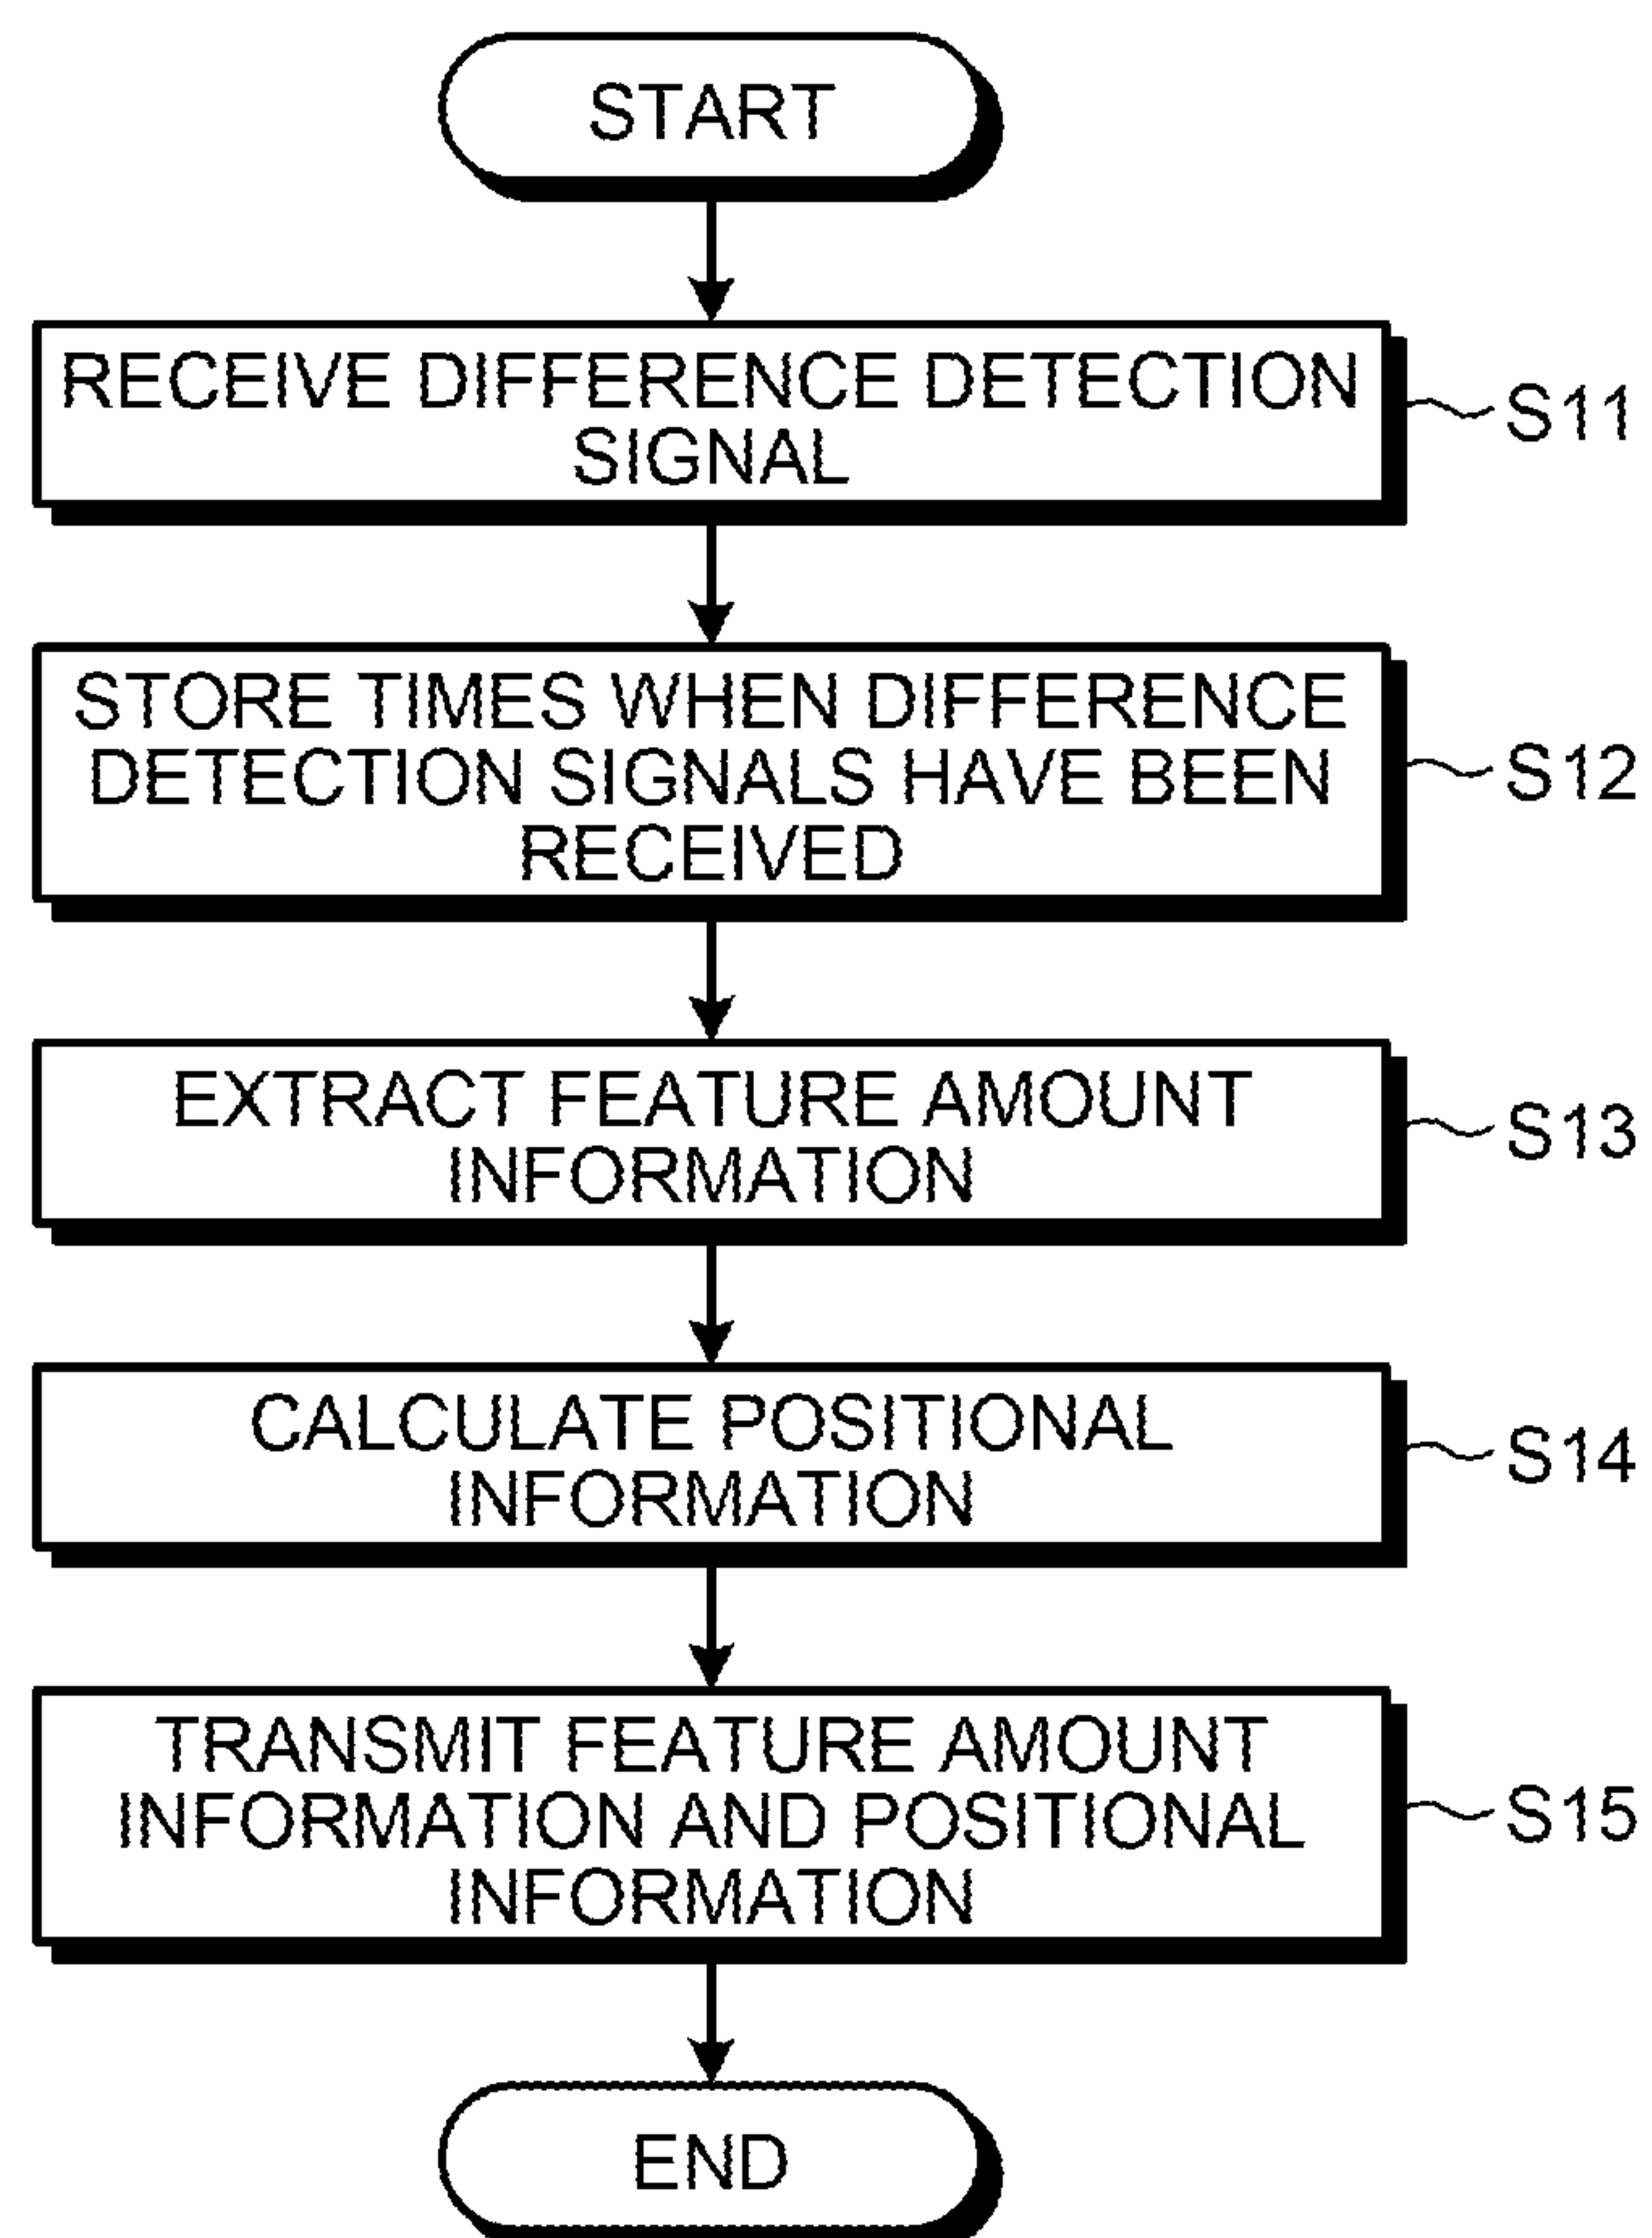 START
RECEIVE DIFFERENCE DETECTION
SIGNAL
S11
STORE TIMES WHEN DIFFERENCE
DETECTION SIGNALS HAVE BEEN
RECEIVED
S12
EXTRACT FEATURE AMOUNT
INFORMATION
S13
CALCULATE POSITIONAL
INFORMATION
S14
TRANSMIT FEATURE AMOUNT
INFORMATION AND POSITIONAL
INFORMATION
S15
END